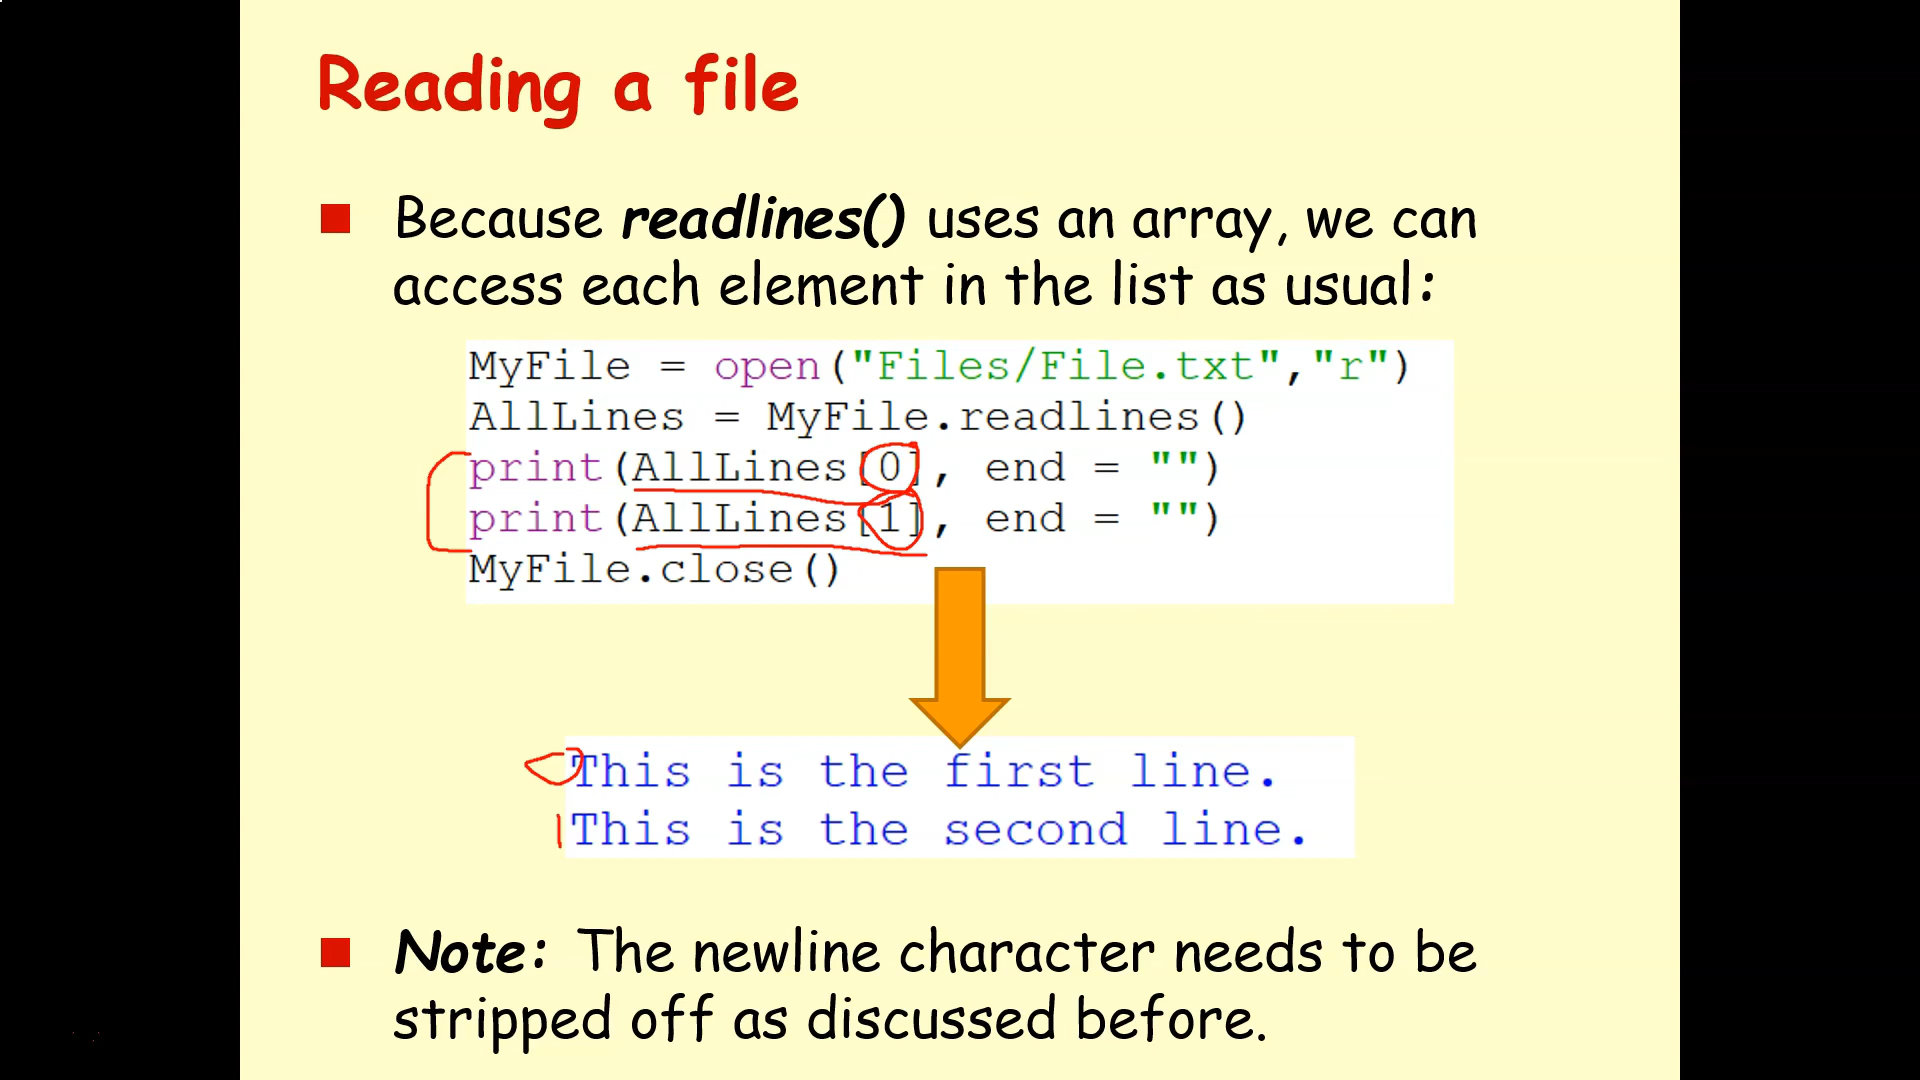 Reading a file
Because readlines() uses an array, we can
access each element in the list as usual:
MyFile = open("Files/File.txt","r")
AllLines = MyFile.readlines()
print(AllLines[0], end = "")
print(AllLines[1], end = "")
MyFile.close()
This is the first line.
This is the second line.
Note: The newline character needs to be
stripped off as discussed before.